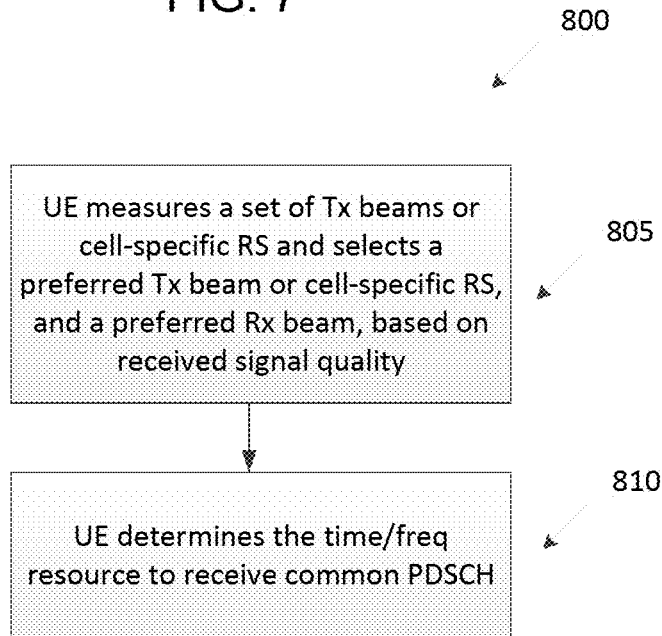 FIG. 7
800
UE measures a set of Tx beams or
cell-specific RS and selects a
preferred Tx beam or cell-specific RS,
and a preferred Rx beam, based on
received signal quality
805
UE determines the time/freq
resource to receive common PDSCH
810